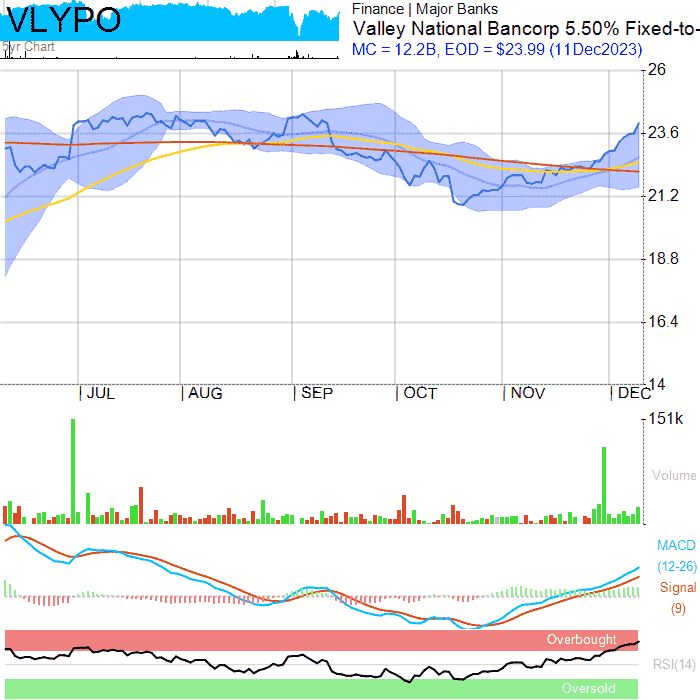 VLYPO
5yr Chart
Finance | Major Banks
Valley National Bancorp 5.50% Fixed-to-
MC = 12.2B, EOD = $23.99 (11Dec2023)
26
23.6
21.2
18.8
16.4
14
JUL
AUG
SEP
OCT
NOV
DEC
151k
Volume
MACD
(12-26)
Signal
(9)
Overbought
RSI(14)
Oversold